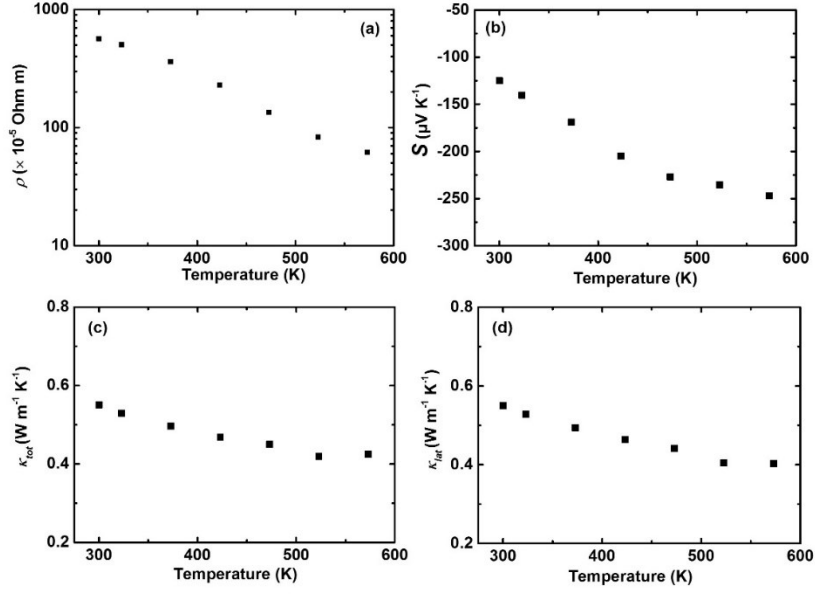 (a)
1000
100
10
ρ (× 10⁻⁵ Ohm m)
300 400 500 600
Temperature (K)
(b)
-50
-100
-150
-200
-250
-300
S (μV K⁻¹)
300 400 500 600
Temperature (K)
(c)
0.8
0.6
0.4
0.2
κtot (W m⁻¹ K⁻¹)
300 400 500 600
Temperature (K)
(d)
0.8
0.6
0.4
0.2
κlat (W m⁻¹ K⁻¹)
300 400 500 600
Temperature (K)